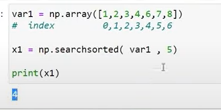 : var1 = np.array([1,2,3,4,6,7,8])
# index 0,1,2,3,4,5,6
x1 = np.searchsorted( var1 , 5)
print(x1)
4